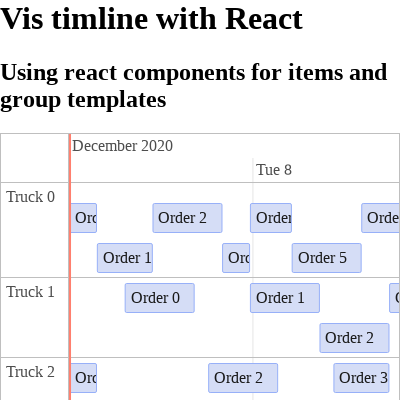 Vis timline with React
Using react components for items and
group templates
December 2020
Tue 8
Truck 0
Order 2
Order 1
Order 5
Truck 1
Order 0
Order 1
Order 2
Truck 2
Order 2
Order 3